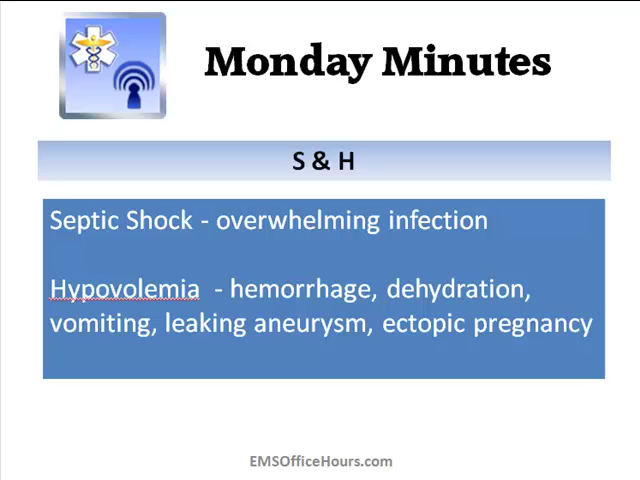 Monday Minutes
S & H
Septic Shock - overwhelming infection
Hypovolemia - hemorrhage, dehydration,
vomiting, leaking aneurysm, ectopic pregnancy
EMSOfficeHours.com